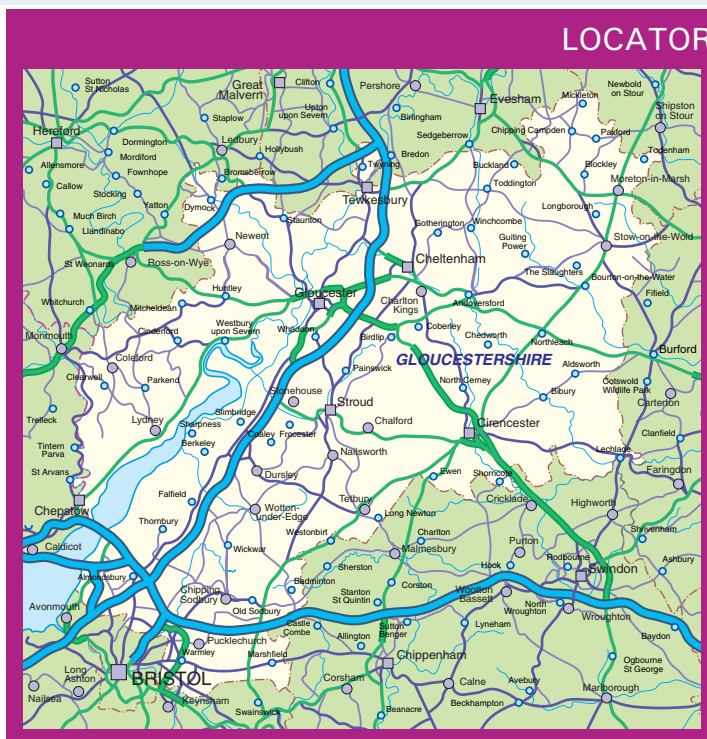 LOCATOR
Sutton
St Nicholas
Great
Malvern
Clifton
Pershore
Evesham
Mickleton
Newbold
on Stour
Shipston
on Stour
Staplow
Upton
upon Severn
Birlingham
Hereford
Dormington
Ledbury
Hollybush
Sedgeberrow
Chipping Campden
Paxford
Mordiford
Bredon
Todenham
Allensmore
Fownhope
Bromsberrow
Twyning
Buckland
Blockley
Callow
Stocking
Tewkesbury
Toddington
Moreton-in-Marsh
Much Birch
Yatton
Dymock
Longborough
Llandinabo
Staunton
Gotherington
Winchcombe
Newent
Guiting
Power
Stow-on-the-Wold
St Weonards
Ross-on-Wye
Cheltenham
The Slaughters
Bourton-on-the-Water
Huntley
Gloucester
Whitchurch
Mitcheldean
Charlton
Kings
Andoversford
Fifield
Monmouth
Cinderford
Westbury
upon Severn
Whaddon
Birdlip
Coberley
Chedworth
Northleach
Burford
Coleford
GLOUCESTERSHIRE
Clearwell
Parkend
Painswick
Aldsworth
North Cerney
Cotswold
Wildlife Park
Stonehouse
Bibury
Carterton
Trelleck
Lydney
Slimbridge
Stroud
Sharpness
Chalford
Cirencester
Clanfield
Tintern
Parva
Berkeley
Coaley
Frocester
Nailsworth
Lechlade
St Arvans
Dursley
Ewen
Shorncote
Faringdon
Chepstow
Falfield
Wotton-
under-Edge
Tetbury
Cricklade
Highworth
Thornbury
Long Newton
Westonbirt
Charlton
Purton
Shrivenham
Caldicot
Wickwar
Malmesbury
Rodbourne
Almondsbury
Sherston
Hook
Swindon
Ashbury
Badminton
Corston
Chipping
Sodbury
Stanton
St Quintin
Wootton
Bassett
North
Wroughton
Wroughton
Avonmouth
Old Sodbury
Castle
Combe
Sutton
Benger
Lyneham
Baydon
Pucklechurch
Allington
Warmley
Marshfield
Chippenham
Ogbourne
St George
Long
Ashton
BRISTOL
Calne
Avebury
Nailsea
Keynsham
Corsham
Marlborough
Swainswick
Beanacre
Beckhampton